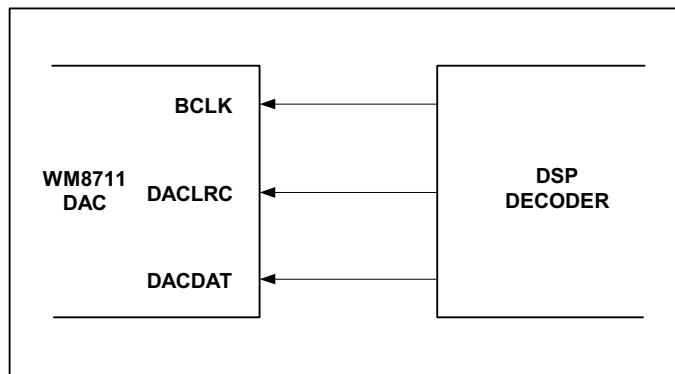 BCLK
WM8711
DAC
DACLRC
DSP
DECODER
DACDAT